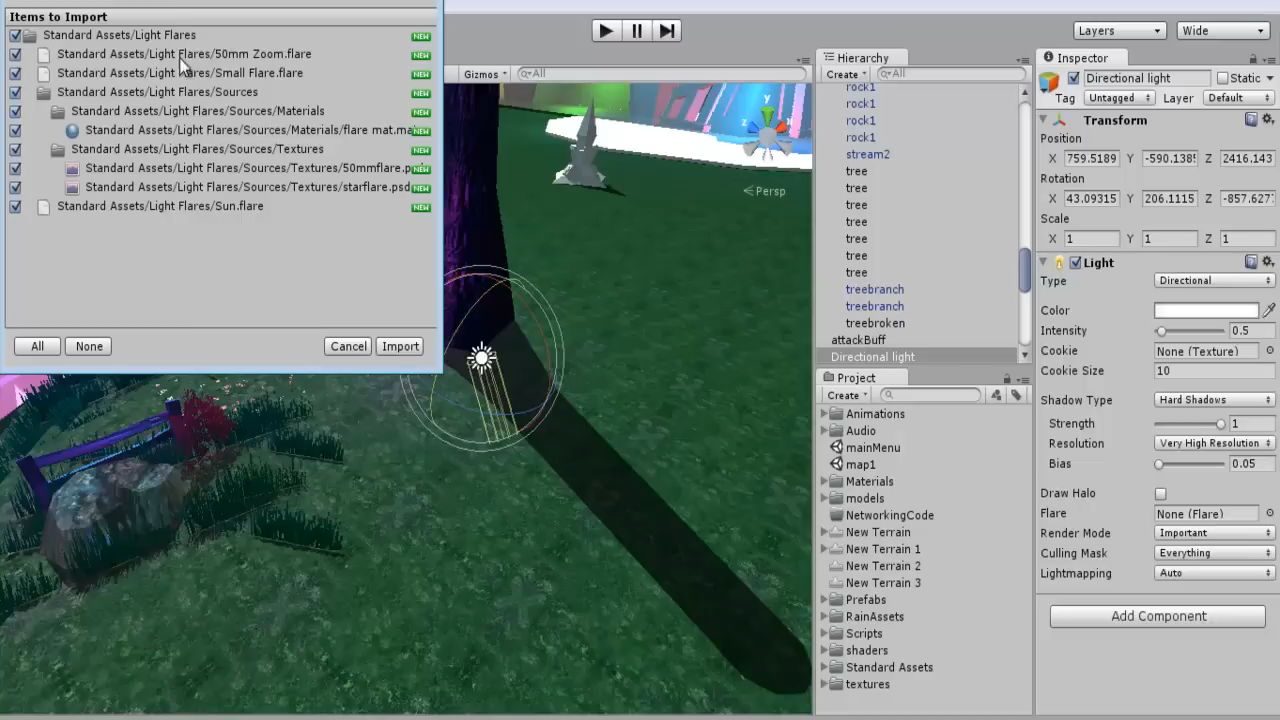 Items to Import
Standard Assets/Light Flares NEW
Standard Assets/Light Flares/50mm Zoom.flare NEW
Standard Assets/Light Flares/Small Flare.flare NEW
Standard Assets/Light Flares/Sources NEW
Standard Assets/Light Flares/Sources/Materials NEW
Standard Assets/Light Flares/Sources/Materials/flare mat.ma NEW
Standard Assets/Light Flares/Sources/Textures NEW
Standard Assets/Light Flares/Sources/Textures/50mmflare.p NEW
Standard Assets/Light Flares/Sources/Textures/starflare.psd NEW
Standard Assets/Light Flares/Sun.flare NEW
All None Cancel Import
Layers Wide
Gizmos All
y
z
Persp
Hierarchy
Create All
rock1
rock1
rock1
rock1
stream2
tree
tree
tree
tree
tree
tree
tree
treebranch
treebranch
treebroken
attackBuff
Directional light
Project
Create
Animations
Audio
mainMenu
map1
Materials
models
NetworkingCode
New Terrain
New Terrain 1
New Terrain 2
New Terrain 3
Prefabs
RainAssets
Scripts
shaders
Standard Assets
textures
Inspector
Directional light Static
Tag Untagged Layer Default
Transform
Position
X 759.5189 Y -590.1385 Z 2416.143
Rotation
X 43.09315 Y 206.1115 Z -857.627
Scale
X 1 Y 1 Z 1
Light
Type Directional
Color
Intensity 0.5
Cookie None (Texture)
Cookie Size 10
Shadow Type Hard Shadows
Strength 1
Resolution Very High Resolution
Bias 0.05
Draw Halo
Flare None (Flare)
Render Mode Important
Culling Mask Everything
Lightmapping Auto
Add Component